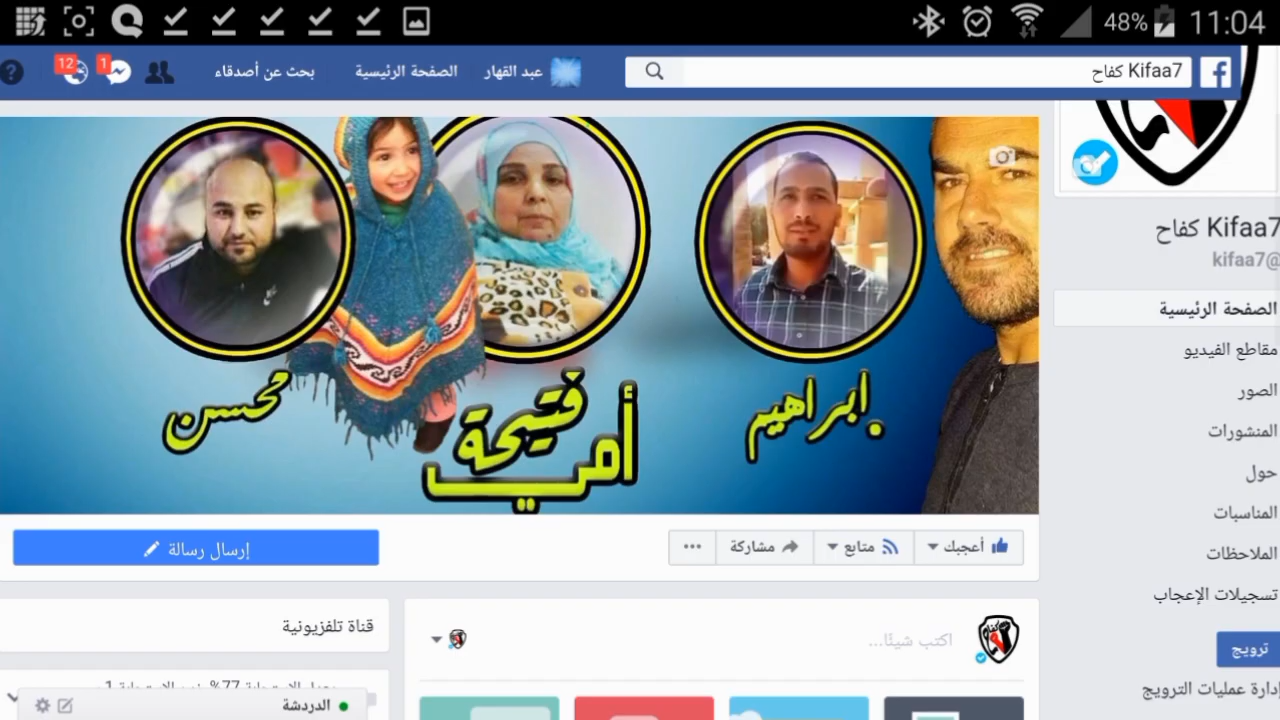 48% 11:04
Kifaa7 كفاح
عبد القهار
الصفحة الرئيسية
بحث عن أصدقاء
1
12
?
ابراهيم
فتيحة
أمي
محسن
Kifaa7 كفاح
kifaa7@
الصفحة الرئيسية
مقاطع الفيديو
الصور
المنشورات
حول
المناسبات
الملاحظات
تسجيلات الإعجاب
ترويج
إدارة عمليات الترويج
أعجبك
متابع
مشاركة
إرسال رسالة
اكتب شيئًا...
قناة تلفزيونية
الدردشة